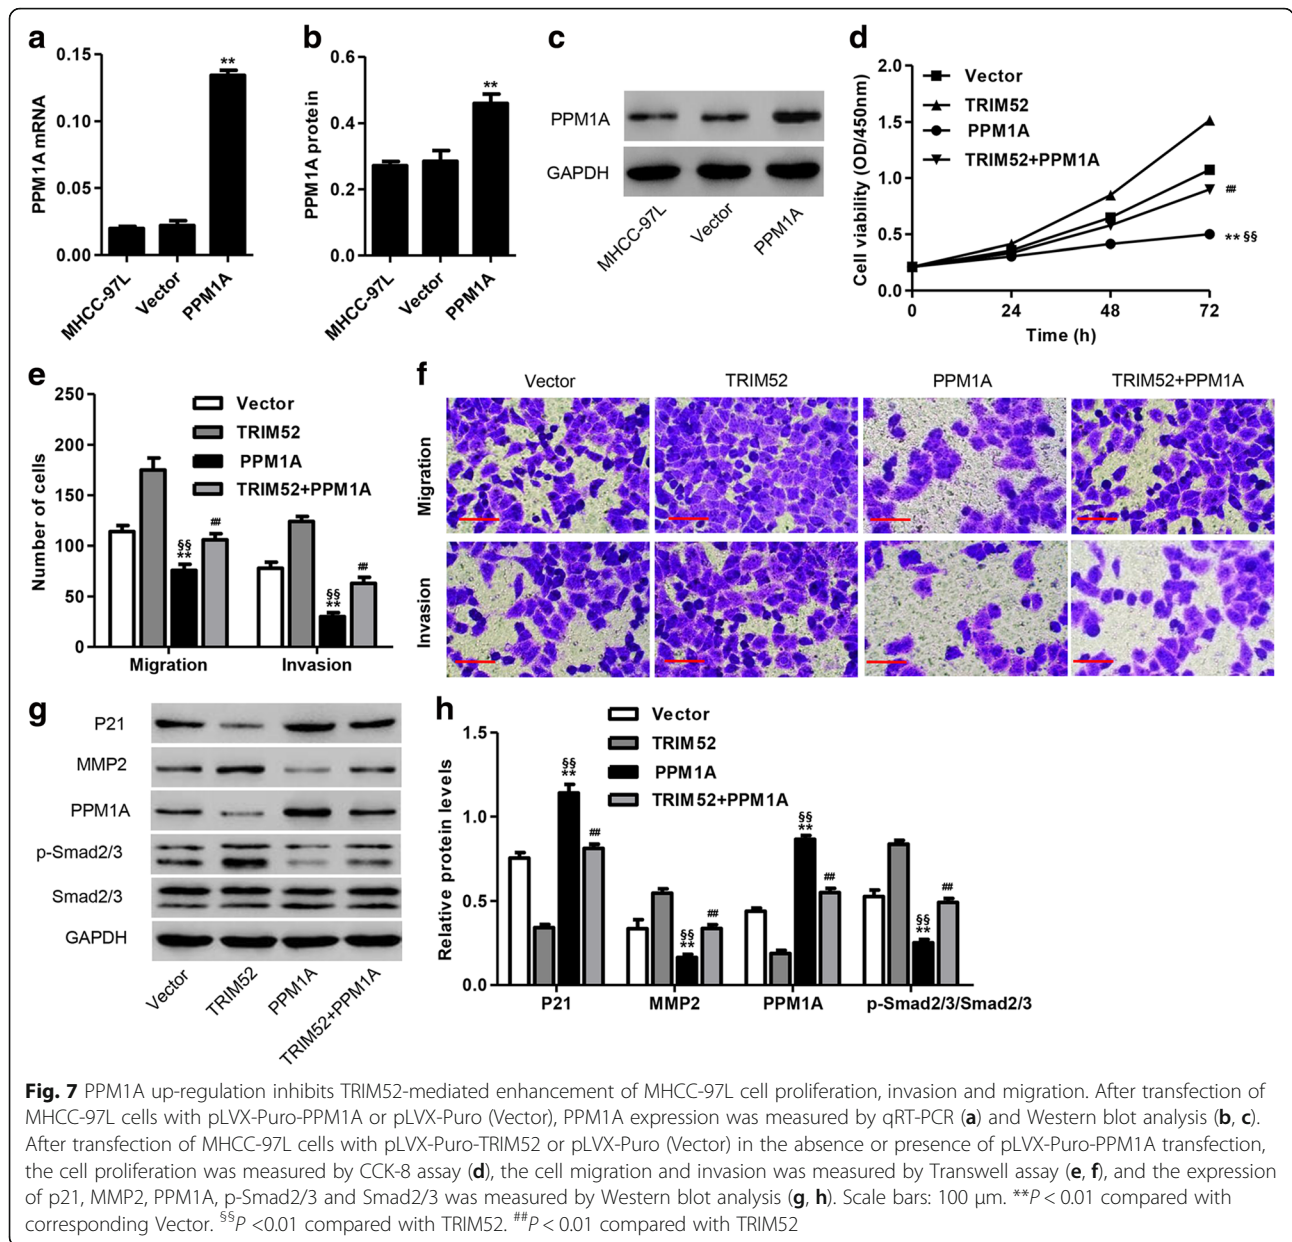 a
0.15
0.10
0.05
0.00
PPM1A mRNA
**
MHCC-97L
Vector
PPM1A
b
0.6
0.4
0.2
0.0
PPM1A protein
**
MHCC-97L
Vector
PPM1A
c
PPM1A
GAPDH
MHCC-97L
Vector
PPM1A
d
2.0
1.5
1.0
0.5
0.0
Cell viability (OD/450nm)
Vector
TRIM52
PPM1A
TRIM52+PPM1A
##
** §§
0 24 48 72
Time (h)
e
250
200
150
100
50
0
Number of cells
Vector
TRIM52
PPM1A
TRIM52+PPM1A
§§
**
##
§§
**
##
Migration Invasion
f
Vector TRIM52 PPM1A TRIM52+PPM1A
Migration
Invasion
g
P21
MMP2
PPM1A
p-Smad2/3
Smad2/3
GAPDH
Vector
TRIM52
PPM1A
TRIM52+PPM1A
h
1.5
1.0
0.5
0.0
Relative protein levels
Vector
TRIM52
PPM1A
TRIM52+PPM1A
§§
**
##
§§
**
##
§§
**
##
§§
**
##
P21 MMP2 PPM1A p-Smad2/3/Smad2/3
Fig. 7 PPM1A up-regulation inhibits TRIM52-mediated enhancement of MHCC-97L cell proliferation, invasion and migration. After transfection of
MHCC-97L cells with pLVX-Puro-PPM1A or pLVX-Puro (Vector), PPM1A expression was measured by qRT-PCR (a) and Western blot analysis (b, c).
After transfection of MHCC-97L cells with pLVX-Puro-TRIM52 or pLVX-Puro (Vector) in the absence or presence of pLVX-Puro-PPM1A transfection,
the cell proliferation was measured by CCK-8 assay (d), the cell migration and invasion was measured by Transwell assay (e, f), and the expression
of p21, MMP2, PPM1A, p-Smad2/3 and Smad2/3 was measured by Western blot analysis (g, h). Scale bars: 100 μm. **P < 0.01 compared with
corresponding Vector. §§P <0.01 compared with TRIM52. ##P < 0.01 compared with TRIM52